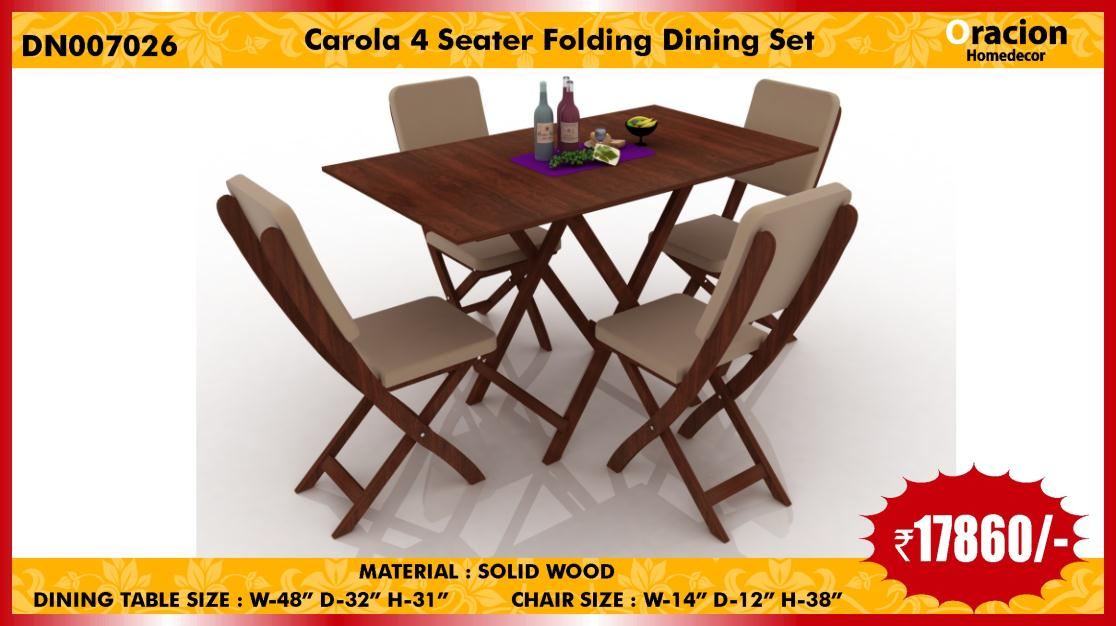 DN007026
Carola 4 Seater Folding Dining Set
Oracion
Homedecor
₹17860/-
MATERIAL : SOLID WOOD
DINING TABLE SIZE : W-48” D-32” H-31”
CHAIR SIZE : W-14” D-12” H-38”